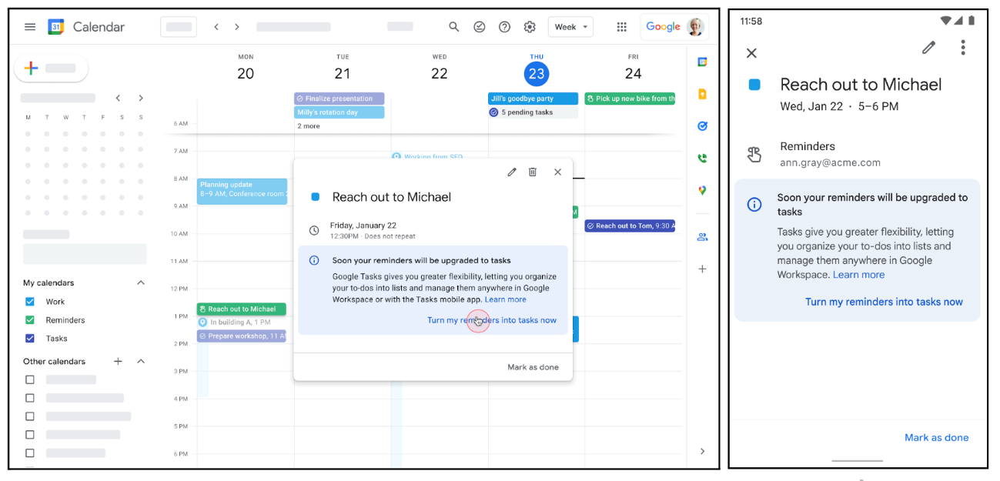 31 Calendar
Week
Google
MON
20
TUE
21
WED
22
THU
23
FRI
24
M T W T F S S
Finalize presentation
Milly's rotation day
2 more
Jill's goodbye party
5 pending tasks
Pick up new bike from th
6 AM
7 AM
8 AM
9 AM
10 AM
11 AM
12 PM
1 PM
2 PM
3 PM
4 PM
5 PM
6 PM
Working from SFO
Planning update
8–9 AM, Conference room
Reach out to Tom, 9:30 A
Reach out to Michael
In building A, 1 PM
Prepare workshop, 11 A
My calendars
Work
Reminders
Tasks
Other calendars
Reach out to Michael
Friday, January 22
12:30PM · Does not repeat
Soon your reminders will be upgraded to tasks
Google Tasks gives you greater flexibility, letting you organize
your to-dos into lists and manage them anywhere in Google
Workspace or with the Tasks mobile app. Learn more
Turn my reminders into tasks now
Mark as done
11:58
Reach out to Michael
Wed, Jan 22 · 5–6 PM
Reminders
ann.gray@acme.com
Soon your reminders will be upgraded to
tasks
Tasks give you greater flexibility, letting
you organize your to-dos into lists and
manage them anywhere in Google
Workspace. Learn more
Turn my reminders into tasks now
Mark as done